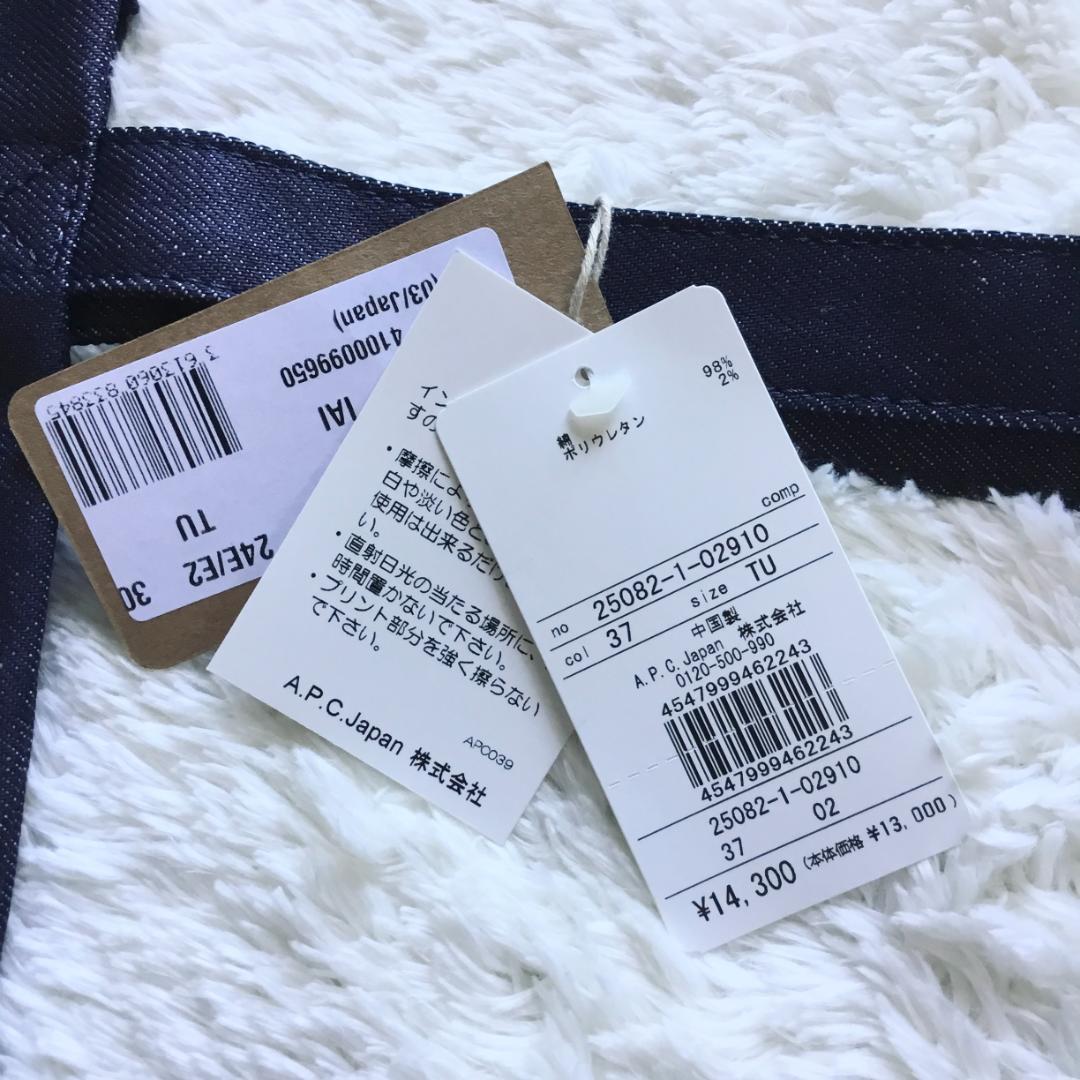 (03/Japan)
4100099650
3 613060 833845
IAI
TU
24E/E2
30
イン
すの
・摩擦によ
白や淡い色と
使用は出来るだけ
い。
・直射日光の当たる場所に、
時間置かないで下さい。
・プリント部分を強く擦らない
で下さい。
APC039
A.P.C.Japan 株式会社
綿 98%
ポリウレタン 2%
comp
no 25082-1-02910
col 37 size TU
中国製
A.P.C.Japan 株式会社
0120-500-990
4547999462243
4547999462243
25082-1-02910
37 02
¥14,300 (本体価格 ¥13,000)